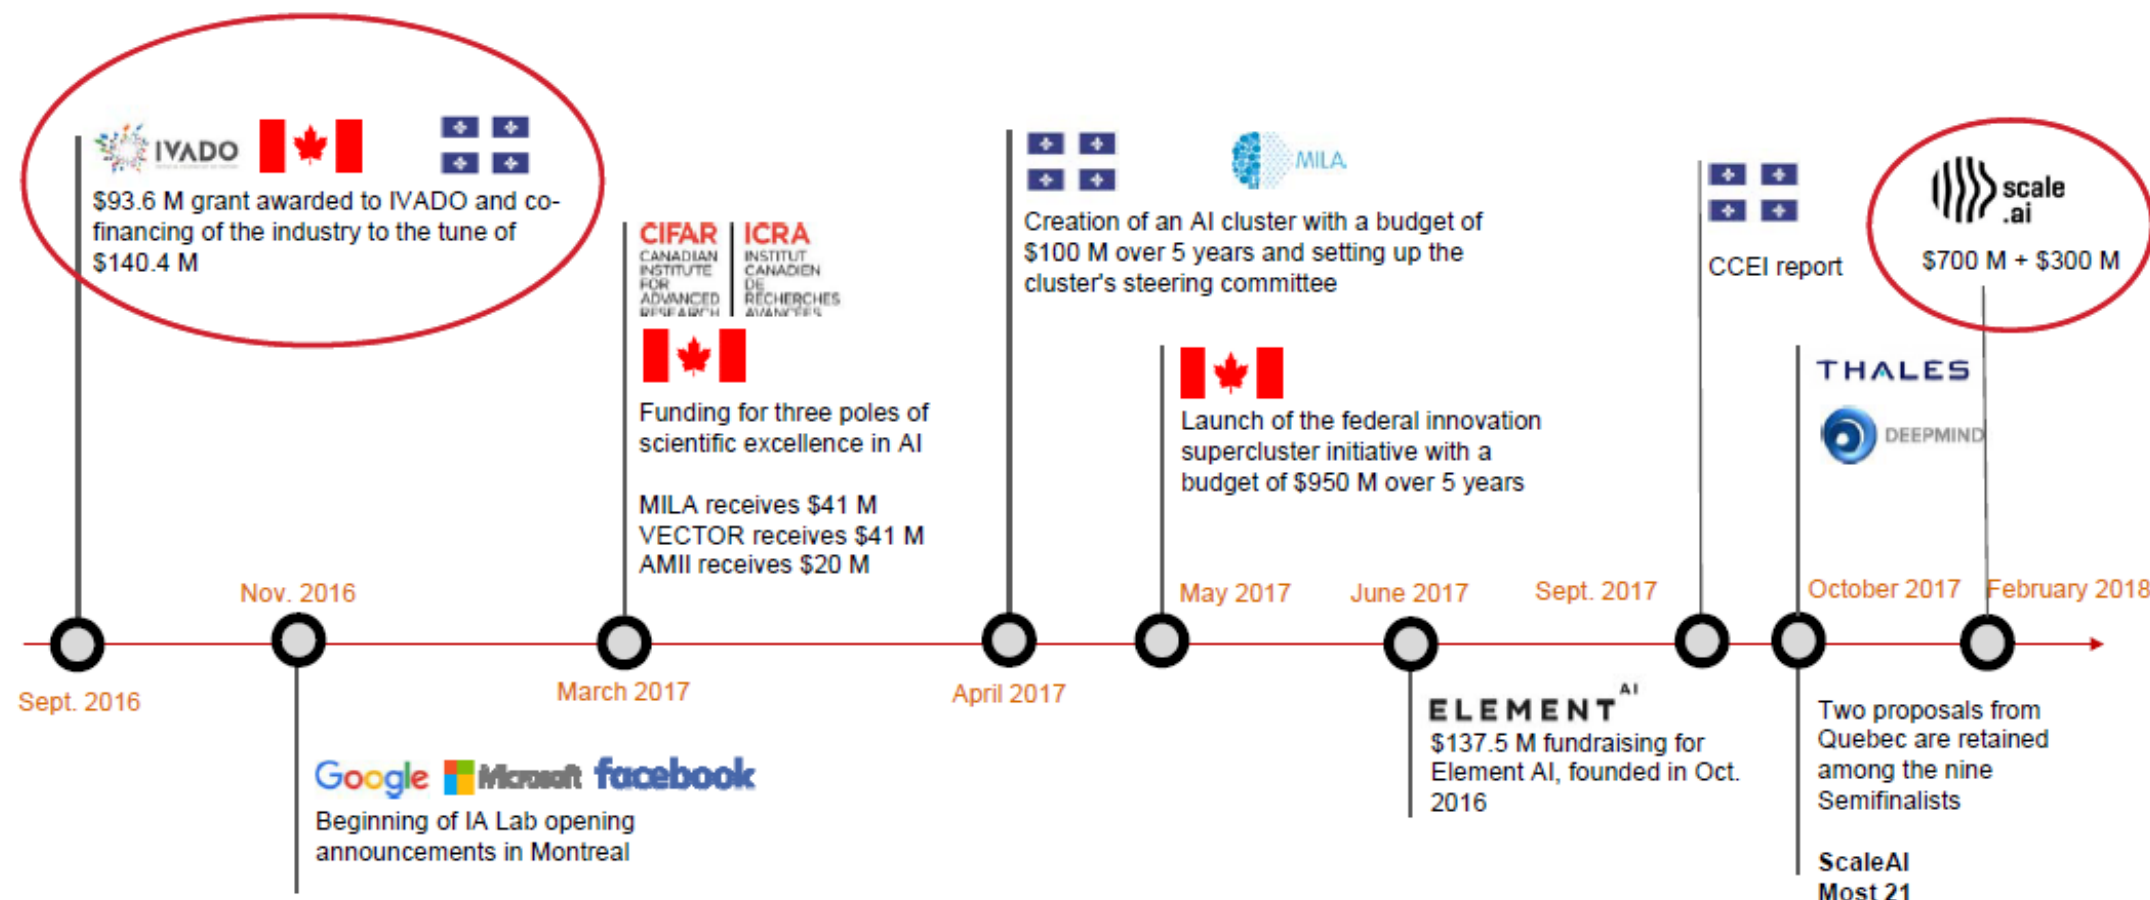 IVADO
$93.6 M grant awarded to IVADO and co-
financing of the industry to the tune of
$140.4 M
CIFAR
CANADIAN
INSTITUTE
FOR
ADVANCED
RESEARCH
ICRA
INSTITUT
CANADIEN
DE
RECHERCHES
AVANCÉES
Funding for three poles of
scientific excellence in AI
MILA receives $41 M
VECTOR receives $41 M
AMII receives $20 M
MILA
Creation of an AI cluster with a budget of
$100 M over 5 years and setting up the
cluster's steering committee
Launch of the federal innovation
supercluster initiative with a
budget of $950 M over 5 years
CCEI report
scale
.ai
$700 M + $300 M
THALES
DEEPMIND
Sept. 2016
Nov. 2016
March 2017
April 2017
May 2017
June 2017
Sept. 2017
October 2017
February 2018
Google Microsoft facebook
Beginning of IA Lab opening
announcements in Montreal
ELEMENT AI
$137.5 M fundraising for
Element AI, founded in Oct.
2016
Two proposals from
Quebec are retained
among the nine
Semifinalists
ScaleAI
Most 21